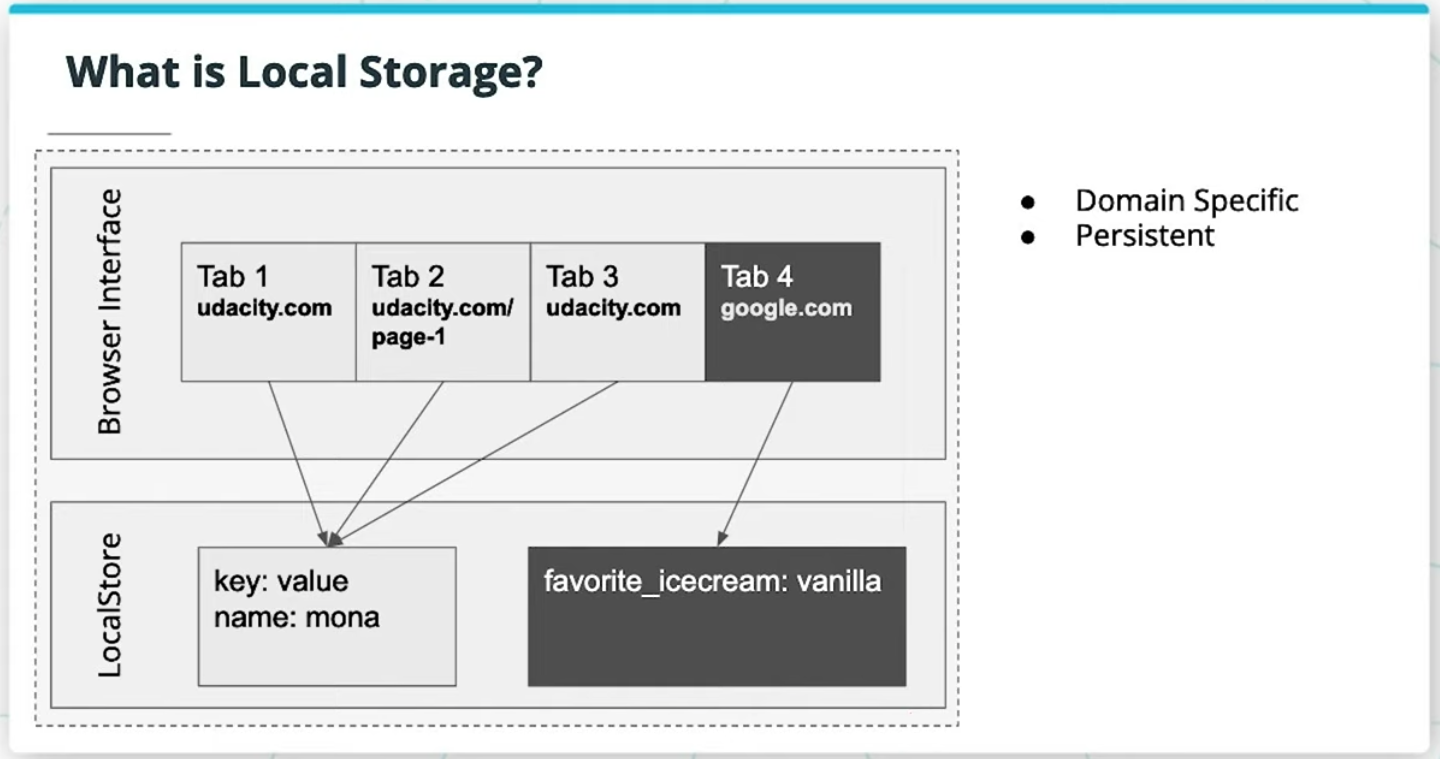 What is Local Storage?
Browser Interface
Tab 1
udacity.com
Tab 2
udacity.com/
page-1
Tab 3
udacity.com
Tab 4
google.com
LocalStore
key: value
name: mona
favorite_icecream: vanilla
● Domain Specific
● Persistent